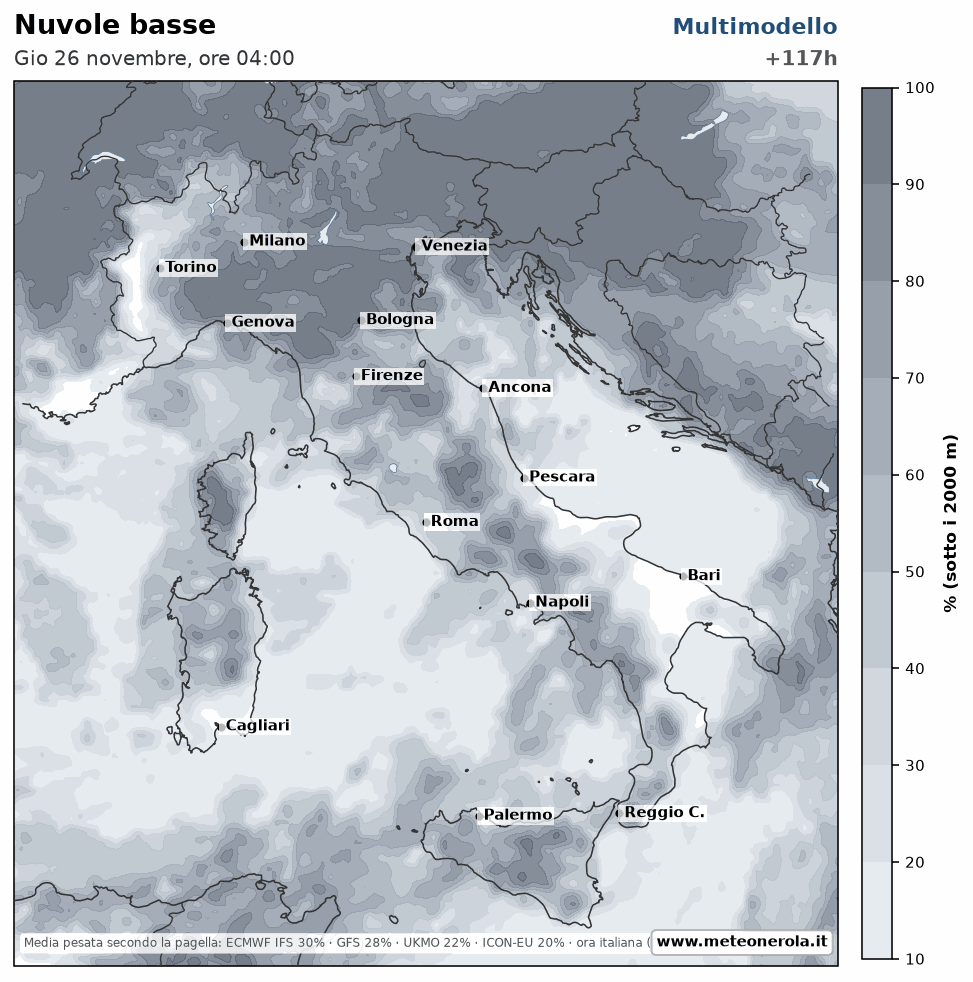 Nuvole basse
Multimodello
Gio 26 novembre, ore 04:00
+117h
100
90
80
70
60
50
40
30
20
10
% (sotto i 2000 m)
Milano
Venezia
Torino
Genova
Bologna
Firenze
Ancona
Pescara
Roma
Bari
Napoli
Cagliari
Palermo
Reggio C.
Media pesata secondo la pagella: ECMWF IFS 30% · GFS 28% · UKMO 22% · ICON-EU 20% · ora italiana (
www.meteonerola.it